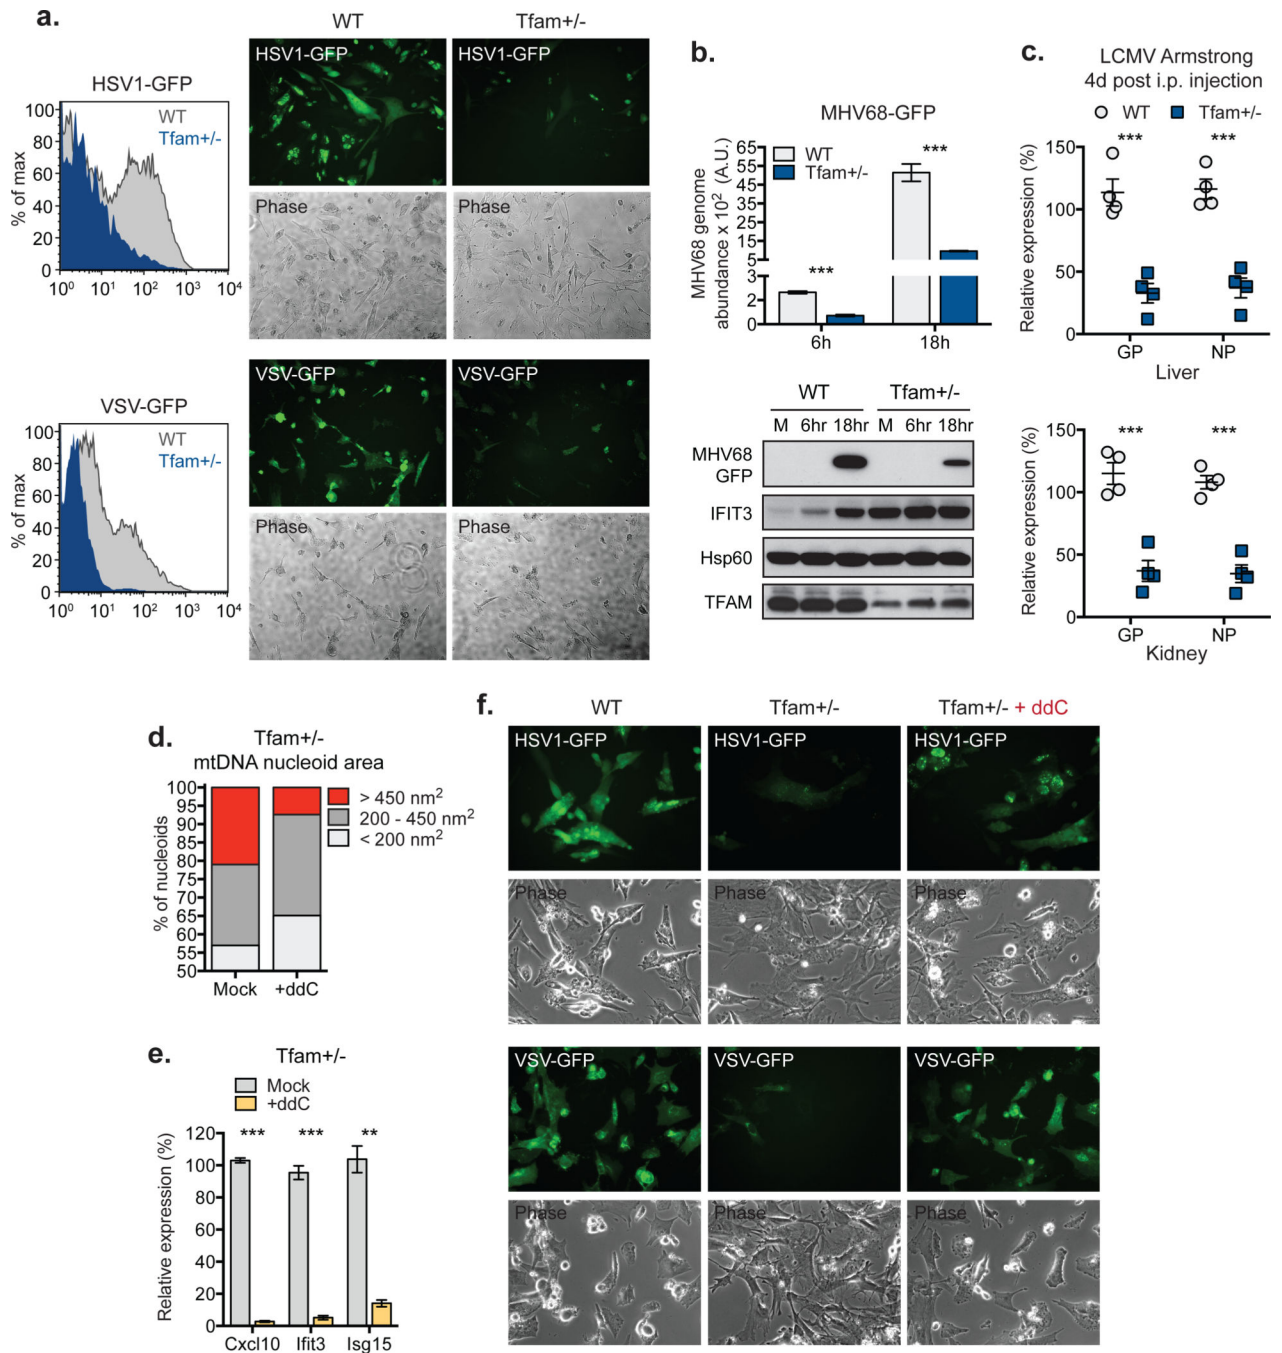 a.
WT
Tfam+/-
HSV1-GFP
WT
Tfam+/-
% of max
100
80
60
40
20
0
10⁰ 10¹ 10² 10³ 10⁴
HSV1-GFP
HSV1-GFP
Phase
Phase
VSV-GFP
WT
Tfam+/-
% of max
100
80
60
40
20
0
10⁰ 10¹ 10² 10³ 10⁴
VSV-GFP
VSV-GFP
Phase
Phase
b.
MHV68-GFP
WT
Tfam+/-
MHV68 genome
abundance x 10² (A.U.)
65
55
45
35
25
15
5
3
2
1
0
***
***
6h
18h
WT
Tfam+/-
M 6hr 18hr M 6hr 18hr
MHV68
GFP
IFIT3
Hsp60
TFAM
c.
LCMV Armstrong
4d post i.p. injection
WT
Tfam+/-
Relative expression (%)
150
100
50
0
***
***
GP
NP
Liver
Relative expression (%)
150
100
50
0
***
***
GP
NP
Kidney
d.
Tfam+/-
mtDNA nucleoid area
% of nucleoids
100
95
90
85
80
75
70
65
60
55
50
> 450 nm²
200 - 450 nm²
< 200 nm²
Mock
+ddC
e.
Tfam+/-
Mock
+ddC
Relative expression (%)
120
100
80
60
40
20
0
***
***
**
Cxcl10
Ifit3
Isg15
f.
WT
Tfam+/-
Tfam+/- + ddC
HSV1-GFP
HSV1-GFP
HSV1-GFP
Phase
Phase
Phase
VSV-GFP
VSV-GFP
VSV-GFP
Phase
Phase
Phase